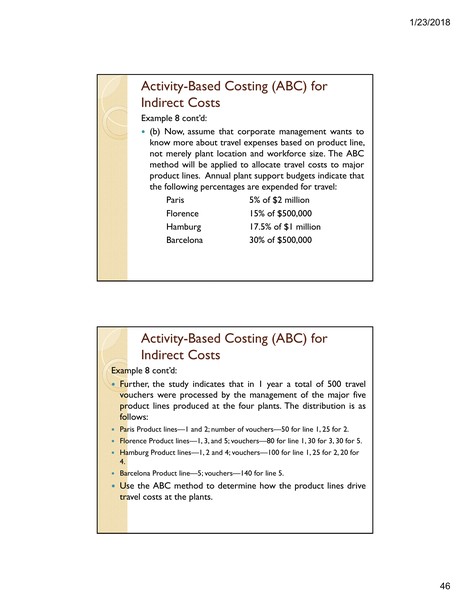 1/23/2018
Activity-Based Costing (ABC) for
Indirect Costs
Example 8 cont'd:
• (b) Now, assume that corporate management wants to
know more about travel expenses based on product line,
not merely plant location and workforce size. The ABC
method will be applied to allocate travel costs to major
product lines. Annual plant support budgets indicate that
the following percentages are expended for travel:
Paris 5% of $2 million
Florence 15% of $500,000
Hamburg 17.5% of $1 million
Barcelona 30% of $500,000
Activity-Based Costing (ABC) for
Indirect Costs
Example 8 cont'd:
• Further, the study indicates that in 1 year a total of 500 travel
vouchers were processed by the management of the major five
product lines produced at the four plants. The distribution is as
follows:
• Paris Product lines—1 and 2; number of vouchers—50 for line 1, 25 for 2.
• Florence Product lines—1, 3, and 5; vouchers—80 for line 1, 30 for 3, 30 for 5.
• Hamburg Product lines—1, 2 and 4; vouchers—100 for line 1, 25 for 2, 20 for
4.
• Barcelona Product line—5; vouchers—140 for line 5.
• Use the ABC method to determine how the product lines drive
travel costs at the plants.
46